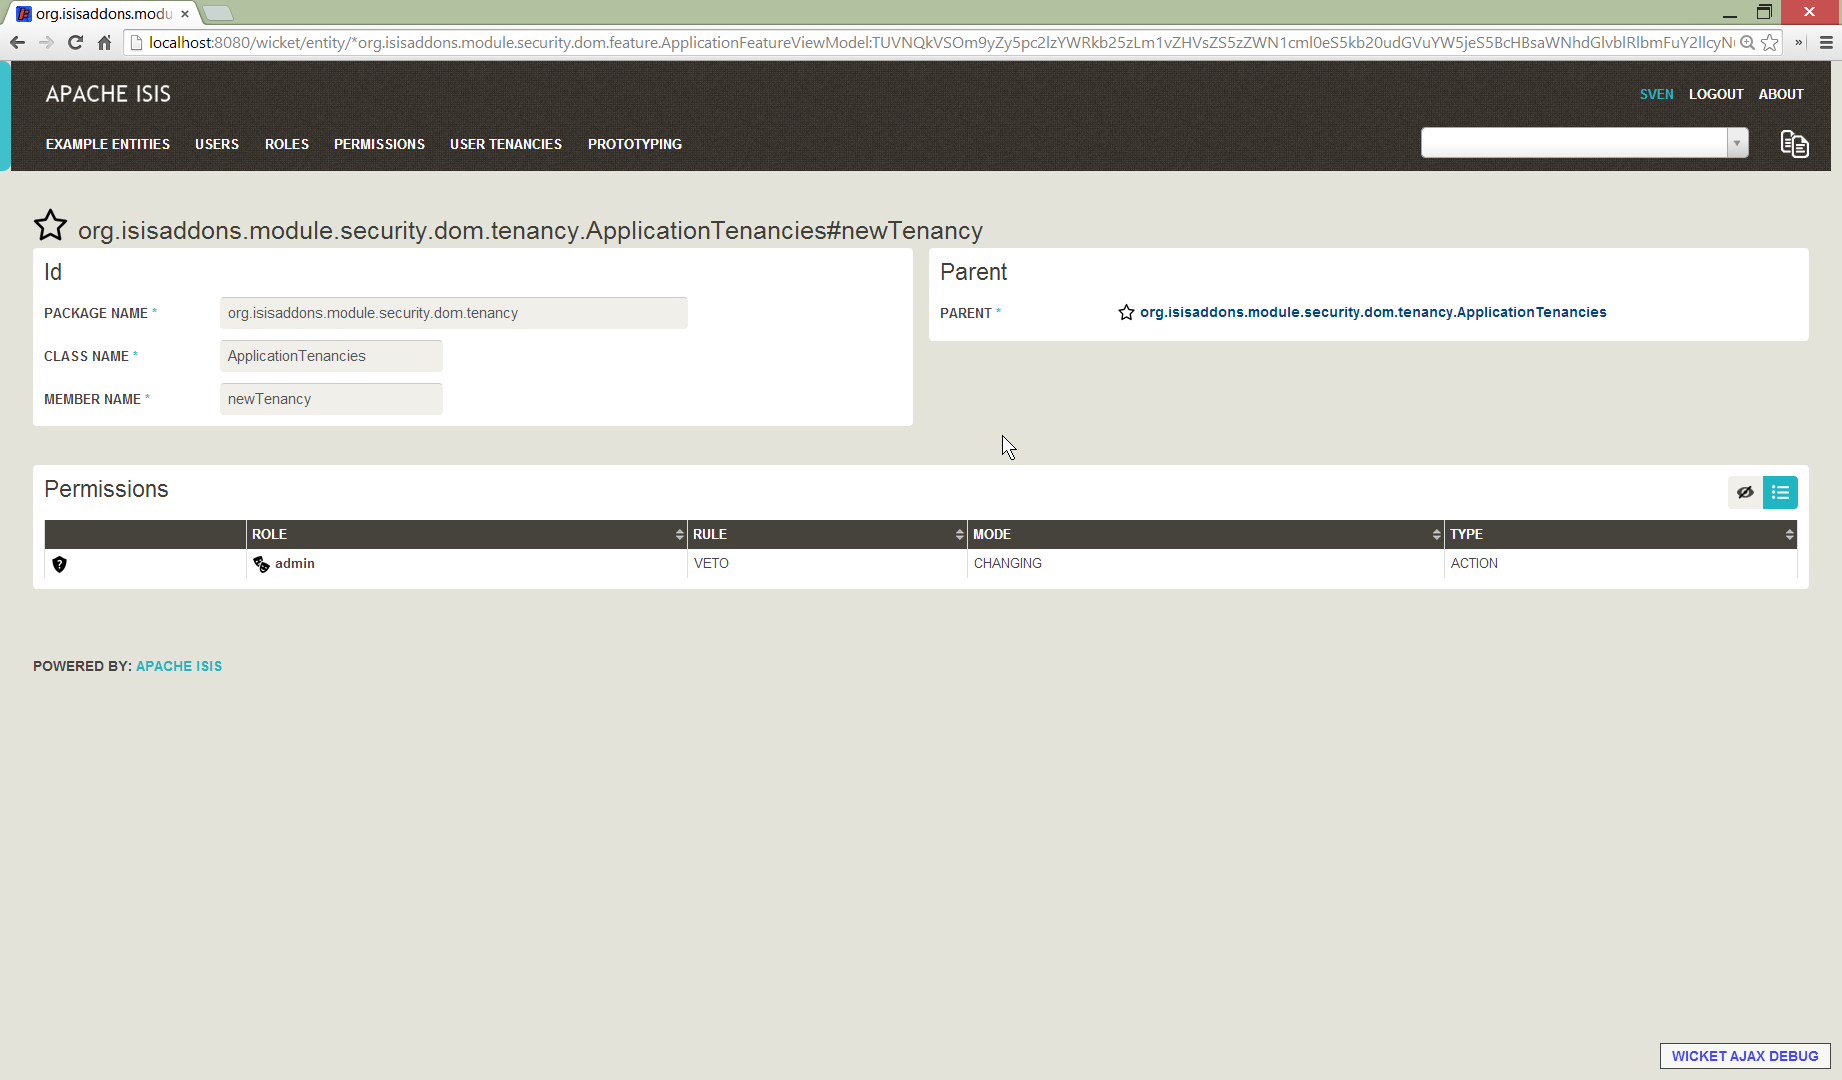 org.isisaddons.modu
localhost:8080/wicket/entity/*org.isisaddons.module.security.dom.feature.ApplicationFeatureViewModel:
APACHE ISIS
SVEN LOGOUT ABOUT
EXAMPLE ENTITIES USERS ROLES PERMISSIONS USER TENANCIES PROTOTYPING
org.isisaddons.module.security.dom.tenancy.ApplicationTenancies#newTenancy
Id
PACKAGE NAME * org.isisaddons.module.security.dom.tenancy
CLASS NAME * ApplicationTenancies
MEMBER NAME * newTenancy
Parent
PARENT * org.isisaddons.module.security.dom.tenancy.ApplicationTenancies
Permissions
ROLE RULE MODE TYPE
admin VETO CHANGING ACTION
POWERED BY: APACHE ISIS
WICKET AJAX DEBUG